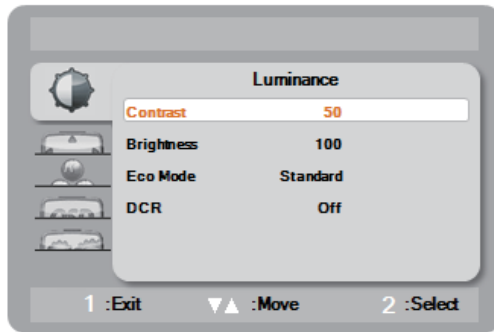 Luminance
Contrast 50
Brightness 100
Eco Mode Standard
DCR Off
1 :Exit ▼▲ :Move 2 :Select